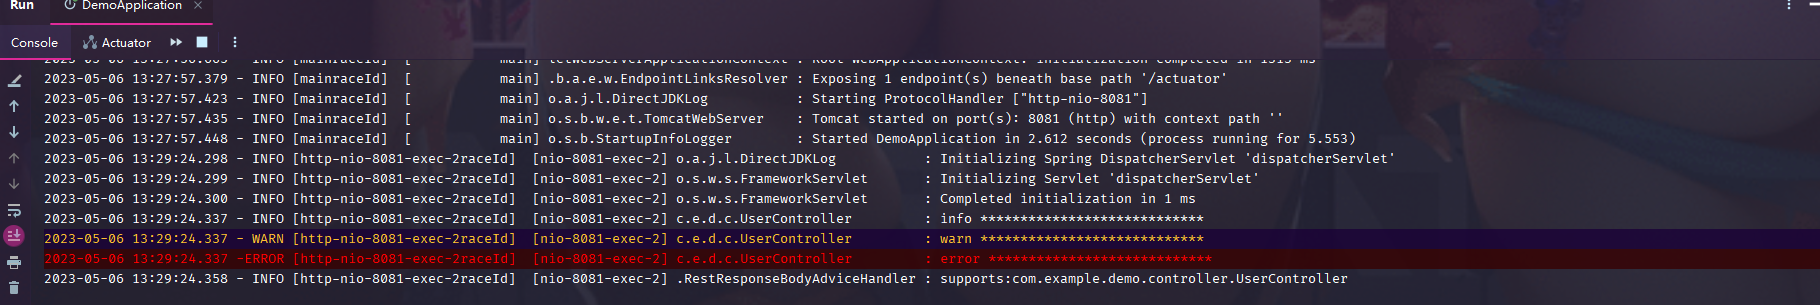 Run DemoApplication
Console Actuator
2023-05-06 13:27:57.379 - INFO [mainraceId]  [           main] .b.a.e.w.EndpointLinksResolver : Exposing 1 endpoint(s) beneath base path '/actuator'
2023-05-06 13:27:57.423 - INFO [mainraceId]  [           main] o.a.j.l.DirectJDKLog           : Starting ProtocolHandler ["http-nio-8081"]
2023-05-06 13:27:57.435 - INFO [mainraceId]  [           main] o.s.b.w.e.t.TomcatWebServer    : Tomcat started on port(s): 8081 (http) with context path ''
2023-05-06 13:27:57.448 - INFO [mainraceId]  [           main] o.s.b.StartupInfoLogger        : Started DemoApplication in 2.612 seconds (process running for 5.553)
2023-05-06 13:29:24.298 - INFO [http-nio-8081-exec-2raceId]  [nio-8081-exec-2] o.a.j.l.DirectJDKLog           : Initializing Spring DispatcherServlet 'dispatcherServlet'
2023-05-06 13:29:24.299 - INFO [http-nio-8081-exec-2raceId]  [nio-8081-exec-2] o.s.w.s.FrameworkServlet       : Initializing Servlet 'dispatcherServlet'
2023-05-06 13:29:24.300 - INFO [http-nio-8081-exec-2raceId]  [nio-8081-exec-2] o.s.w.s.FrameworkServlet       : Completed initialization in 1 ms
2023-05-06 13:29:24.337 - INFO [http-nio-8081-exec-2raceId]  [nio-8081-exec-2] c.e.d.c.UserController         : info ****************************
2023-05-06 13:29:24.337 - WARN [http-nio-8081-exec-2raceId]  [nio-8081-exec-2] c.e.d.c.UserController         : warn ****************************
2023-05-06 13:29:24.337 -ERROR [http-nio-8081-exec-2raceId]  [nio-8081-exec-2] c.e.d.c.UserController         : error ****************************
2023-05-06 13:29:24.358 - INFO [http-nio-8081-exec-2raceId]  [nio-8081-exec-2] .RestResponseBodyAdviceHandler : supports:com.example.demo.controller.UserController